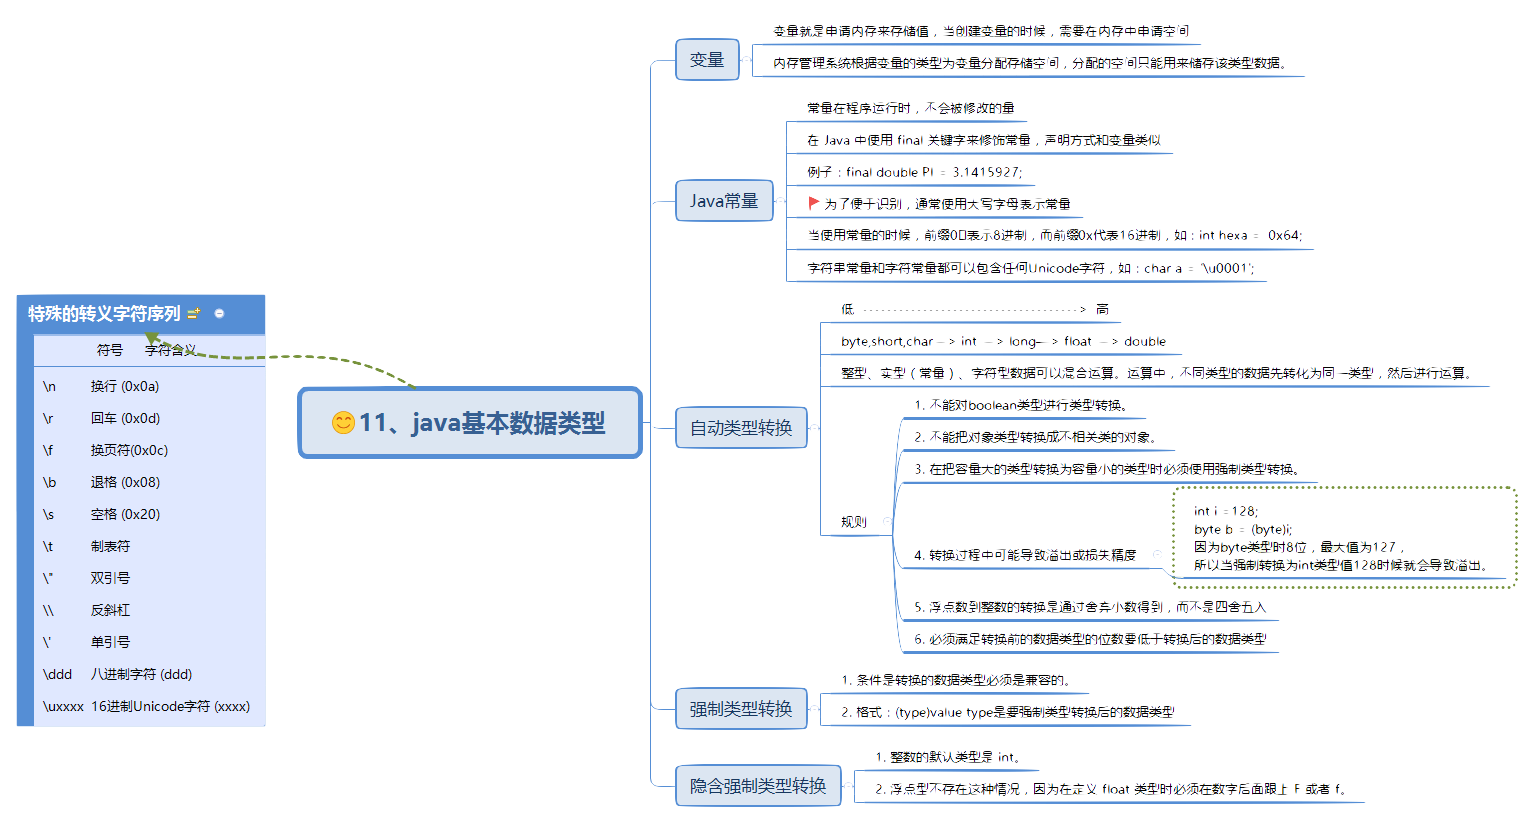 变量
变量就是申请内存来存储值，当创建变量的时候，需要在内存中申请空间
内存管理系统根据变量的类型为变量分配存储空间，分配的空间只能用来储存该类型数据。
Java常量
常量在程序运行时，不会被修改的量
在 Java 中使用 final 关键字来修饰常量，声明方式和变量类似
例子：final double PI = 3.1415927;
为了便于识别，通常使用大写字母表示常量
当使用常量的时候，前缀0表示8进制，而前缀0x代表16进制，如：int hexa = 0x64;
字符串常量和字符常量都可以包含任何Unicode字符，如：char a = '\u0001';
特殊的转义字符序列
符号 字符含义
\n 换行 (0x0a)
\r 回车 (0x0d)
\f 换页符(0x0c)
\b 退格 (0x08)
\s 空格 (0x20)
\t 制表符
\" 双引号
\\ 反斜杠
\' 单引号
\ddd 八进制字符 (ddd)
\uxxxx 16进制Unicode字符 (xxxx)
11、java基本数据类型
自动类型转换
低 ----------------------------------> 高
byte,short,char —> int —> long—> float —> double
整型、实型（常量）、字符型数据可以混合运算。运算中，不同类型的数据先转化为同一类型，然后进行运算。
规则
1. 不能对boolean类型进行类型转换。
2. 不能把对象类型转换成不相关类的对象。
3. 在把容量大的类型转换为容量小的类型时必须使用强制类型转换。
4. 转换过程中可能导致溢出或损失精度
int i =128;
byte b = (byte)i;
因为byte类型时8位，最大值为127，
所以当强制转换为int类型值128时候就会导致溢出。
5. 浮点数到整数的转换是通过舍弃小数得到，而不是四舍五入
6. 必须满足转换前的数据类型的位数要低于转换后的数据类型
强制类型转换
1. 条件是转换的数据类型必须是兼容的。
2. 格式：(type)value type是要强制类型转换后的数据类型
隐含强制类型转换
1. 整数的默认类型是 int。
2. 浮点型不存在这种情况，因为在定义 float 类型时必须在数字后面跟上 F 或者 f。